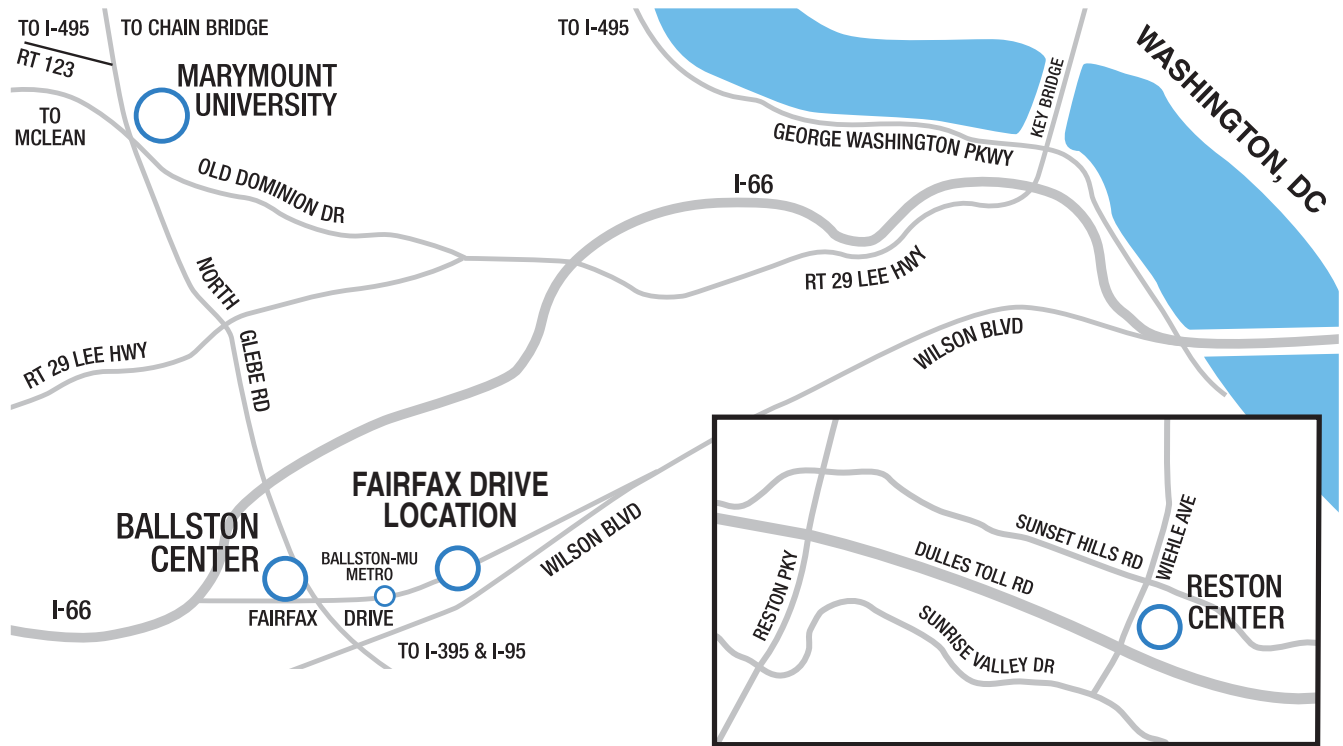 TO I-495
TO CHAIN BRIDGE
RT 123
MARYMOUNT
UNIVERSITY
TO
MCLEAN
OLD DOMINION DR
TO I-495
KEY BRIDGE
WASHINGTON, DC
GEORGE WASHINGTON PKWY
I-66
NORTH
GLEBE RD
RT 29 LEE HWY
RT 29 LEE HWY
WILSON BLVD
FAIRFAX DRIVE
LOCATION
BALLSTON
CENTER
BALLSTON-MU
METRO
WILSON BLVD
I-66
FAIRFAX
DRIVE
TO I-395 & I-95
RESTON PKY
DULLES TOLL RD
SUNSET HILLS RD
WIEHLE AVE
RESTON
CENTER
SUNRISE VALLEY DR